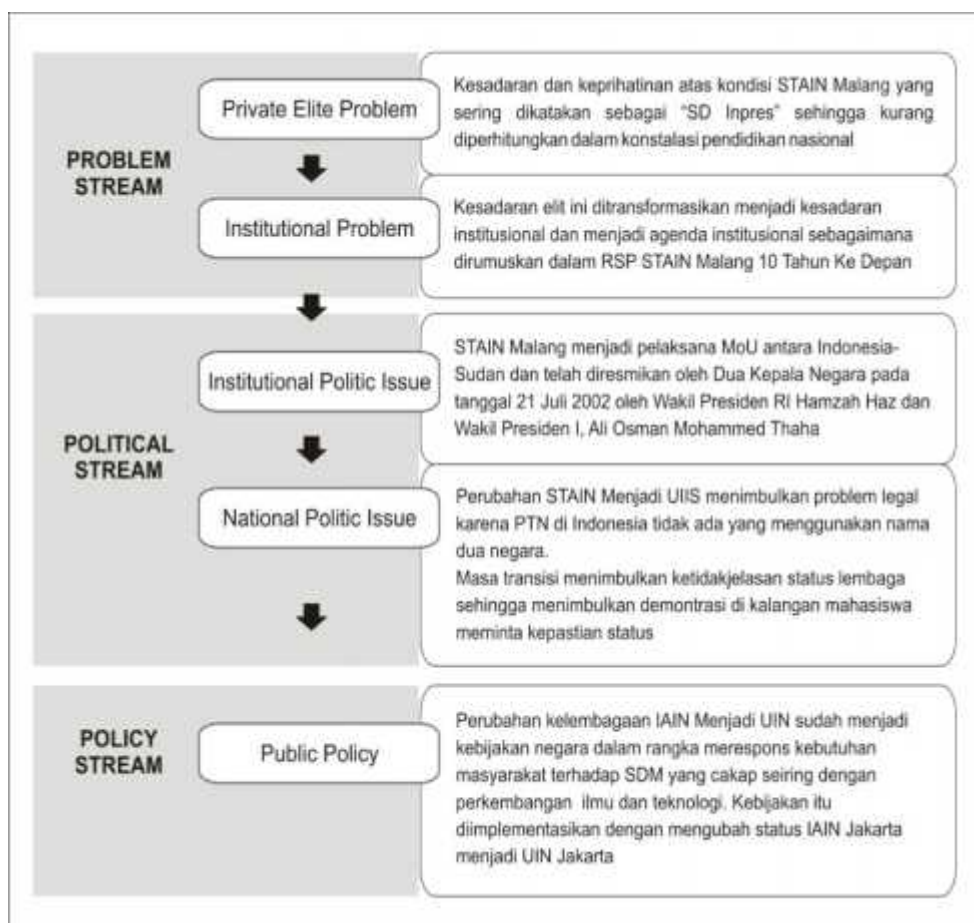 PROBLEM
STREAM
Private Elite Problem
Kesadaran dan keprihatinan atas kondisi STAIN Malang yang
sering dikatakan sebagai “SD Inpres” sehingga kurang
diperhitungkan dalam konstalasi pendidikan nasional
Institutional Problem
Kesadaran elit ini ditransformasikan menjadi kesadaran
institusional dan menjadi agenda institusional sebagaimana
dirumuskan dalam RSP STAIN Malang 10 Tahun Ke Depan
POLITICAL
STREAM
Institutional Politic Issue
STAIN Malang menjadi pelaksana MoU antara Indonesia-
Sudan dan telah diresmikan oleh Dua Kepala Negara pada
tanggal 21 Juli 2002 oleh Wakil Presiden RI Hamzah Haz dan
Wakil Presiden I, Ali Osman Mohammed Thaha
National Politic Issue
Perubahan STAIN Menjadi UIIS menimbulkan problem legal
karena PTN di Indonesia tidak ada yang menggunakan nama
dua negara.
Masa transisi menimbulkan ketidakjelasan status lembaga
sehingga menimbulkan demontrasi di kalangan mahasiswa
meminta kepastian status
POLICY
STREAM
Public Policy
Perubahan kelembagaan IAIN Menjadi UIN sudah menjadi
kebijakan negara dalam rangka merespons kebutuhan
masyarakat terhadap SDM yang cakap seiring dengan
perkembangan ilmu dan teknologi. Kebijakan itu
diimplementasikan dengan mengubah status IAIN Jakarta
menjadi UIN Jakarta